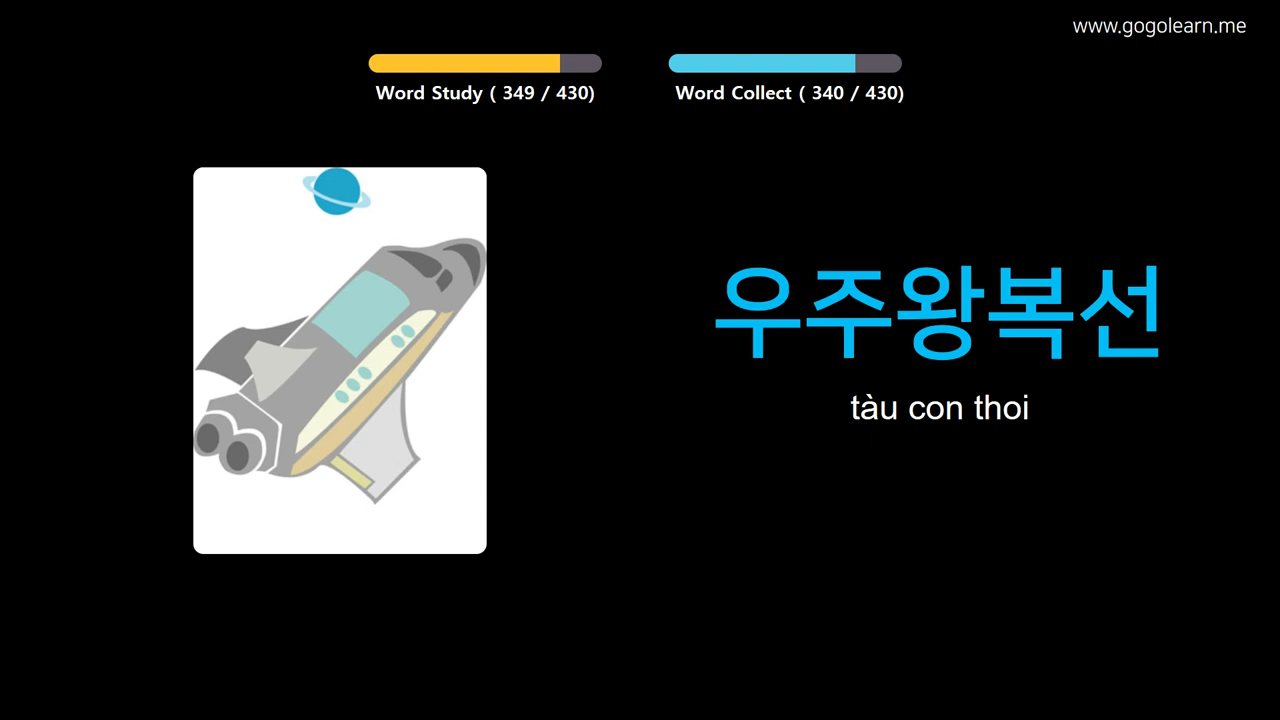 www.gogolearn.me
Word Study ( 349 / 430)
Word Collect ( 340 / 430)
우주왕복선
tàu con thoi